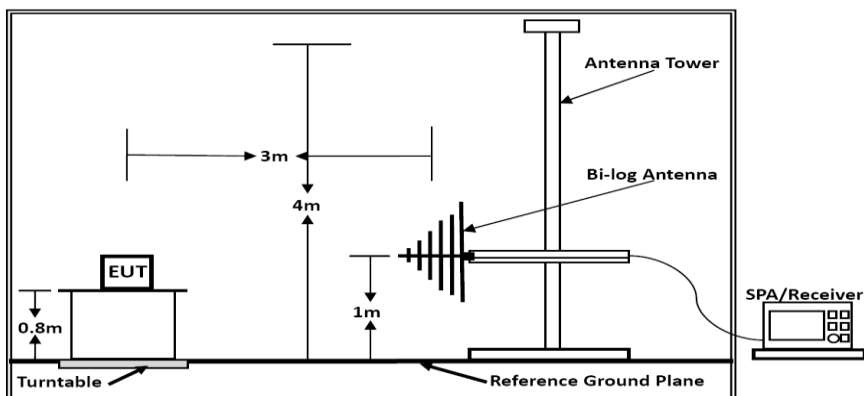 Antenna Tower
3m
Bi-log Antenna
4m
EUT
SPA/Receiver
0.8m
1m
Turntable
Reference Ground Plane